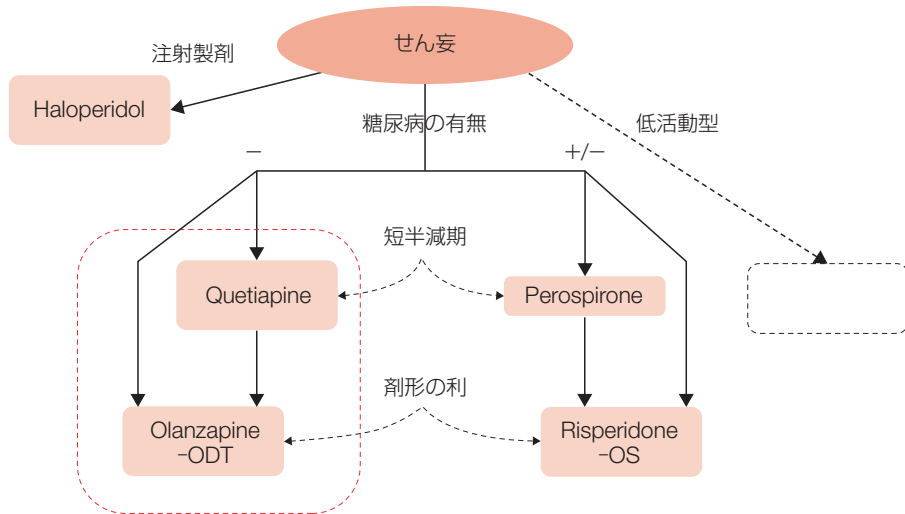 せん妄
注射製剤
Haloperidol
糖尿病の有無
低活動型
−
+/−
短半減期
Quetiapine
Perospirone
剤形の利
Olanzapine
-ODT
Risperidone
-OS